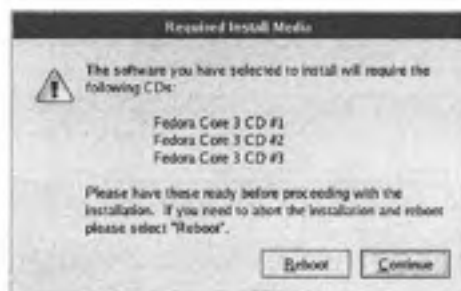 Required Install Media
The software you have selected to install will require the
following CDs:
Fedora Core 3 CD #1
Fedora Core 3 CD #2
Fedora Core 3 CD #3
Please have these ready before proceeding with the
installation. If you need to abort the installation and reboot
please select "Reboot".
Reboot Continue